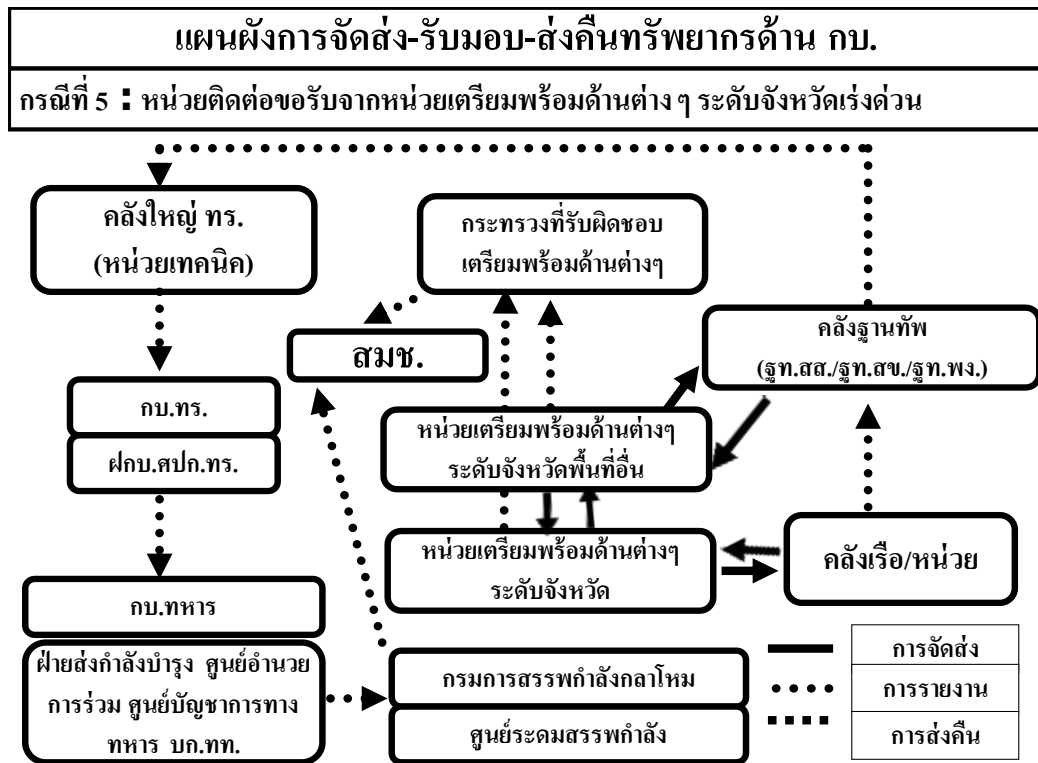 แผนผังการจัดส่ง-รับมอบ-ส่งคืนทรัพยากรด้าน กบ.
กรณีที่ 5 : หน่วยติดต่อขอรับจากหน่วยเตรียมพร้อมด้านต่างๆ ระดับจังหวัดเร่งด่วน
คลังใหญ่ ทร.
(หน่วยเทคนิค)
กระทรวงที่รับผิดชอบ
เตรียมพร้อมด้านต่างๆ
สมช.
คลังฐานทัพ
(ฐท.สส./ฐท.สข./ฐท.พง.)
กบ.ทร.
ฝกบ.ศปก.ทร.
หน่วยเตรียมพร้อมด้านต่างๆ
ระดับจังหวัดพื้นที่อื่น
หน่วยเตรียมพร้อมด้านต่างๆ
ระดับจังหวัด
คลังเรือ/หน่วย
กบ.ทหาร
ฝ่ายส่งกำลังบำรุง ศูนย์อำนวย
การร่วม ศูนย์บัญชาการทาง
ทหาร บก.ทท.
กรมการสรรพกำลังกลาโหม
ศูนย์ระดมสรรพกำลัง
การจัดส่ง
การรายงาน
การส่งคืน